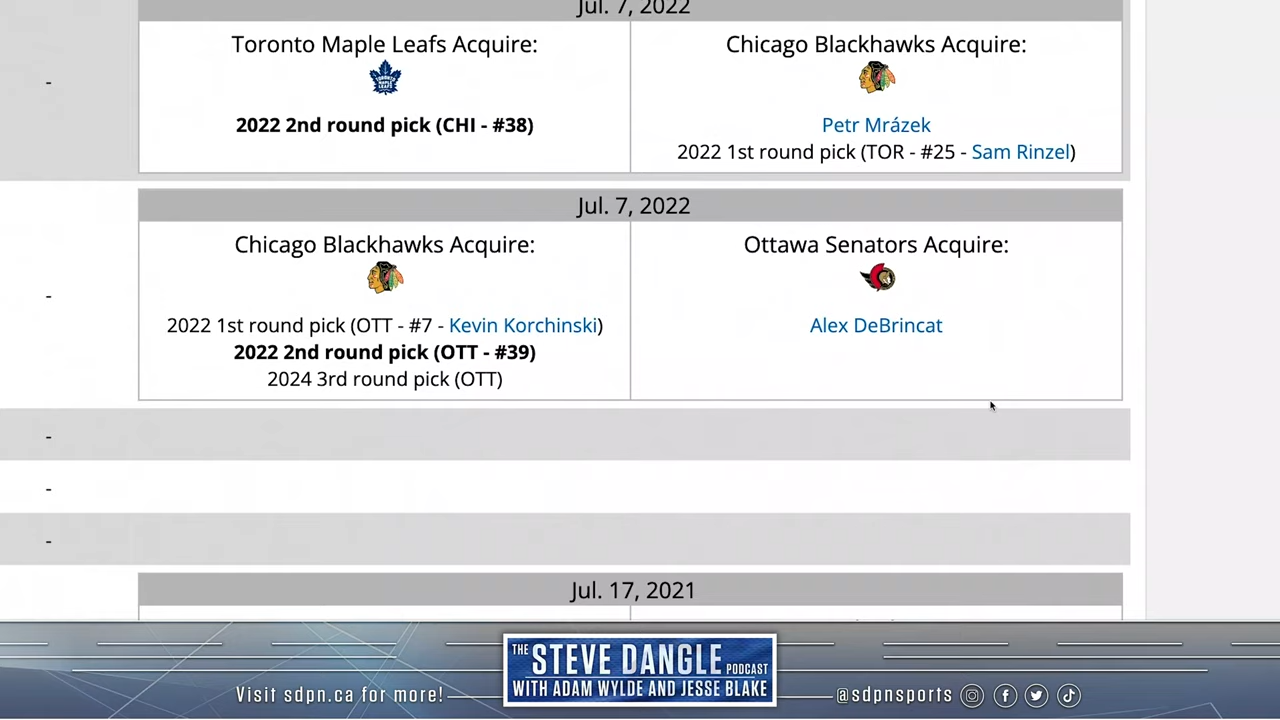 Jul. 7, 2022
Toronto Maple Leafs Acquire:
TORONTO
MAPLE
LEAFS
2022 2nd round pick (CHI - #38)
Chicago Blackhawks Acquire:
Petr Mrázek
2022 1st round pick (TOR - #25 - Sam Rinzel)
-
Jul. 7, 2022
Chicago Blackhawks Acquire:
2022 1st round pick (OTT - #7 - Kevin Korchinski)
2022 2nd round pick (OTT - #39)
2024 3rd round pick (OTT)
Ottawa Senators Acquire:
Alex DeBrincat
-
-
-
-
Jul. 17, 2021
Visit sdpn.ca for more!
THE STEVE DANGLE PODCAST
WITH ADAM WYLDE AND JESSE BLAKE
@sdpnsports